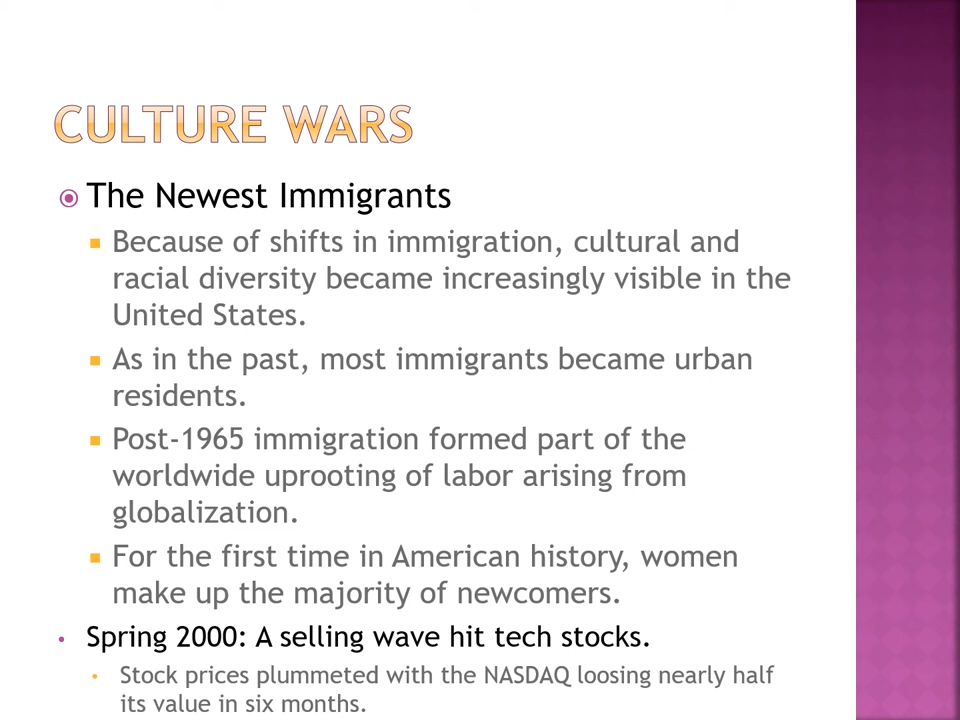 CULTURE WARS
The Newest Immigrants
Because of shifts in immigration, cultural and
racial diversity became increasingly visible in the
United States.
As in the past, most immigrants became urban
residents.
Post-1965 immigration formed part of the
worldwide uprooting of labor arising from
globalization.
For the first time in American history, women
make up the majority of newcomers.
Spring 2000: A selling wave hit tech stocks.
Stock prices plummeted with the NASDAQ loosing nearly half
its value in six months.